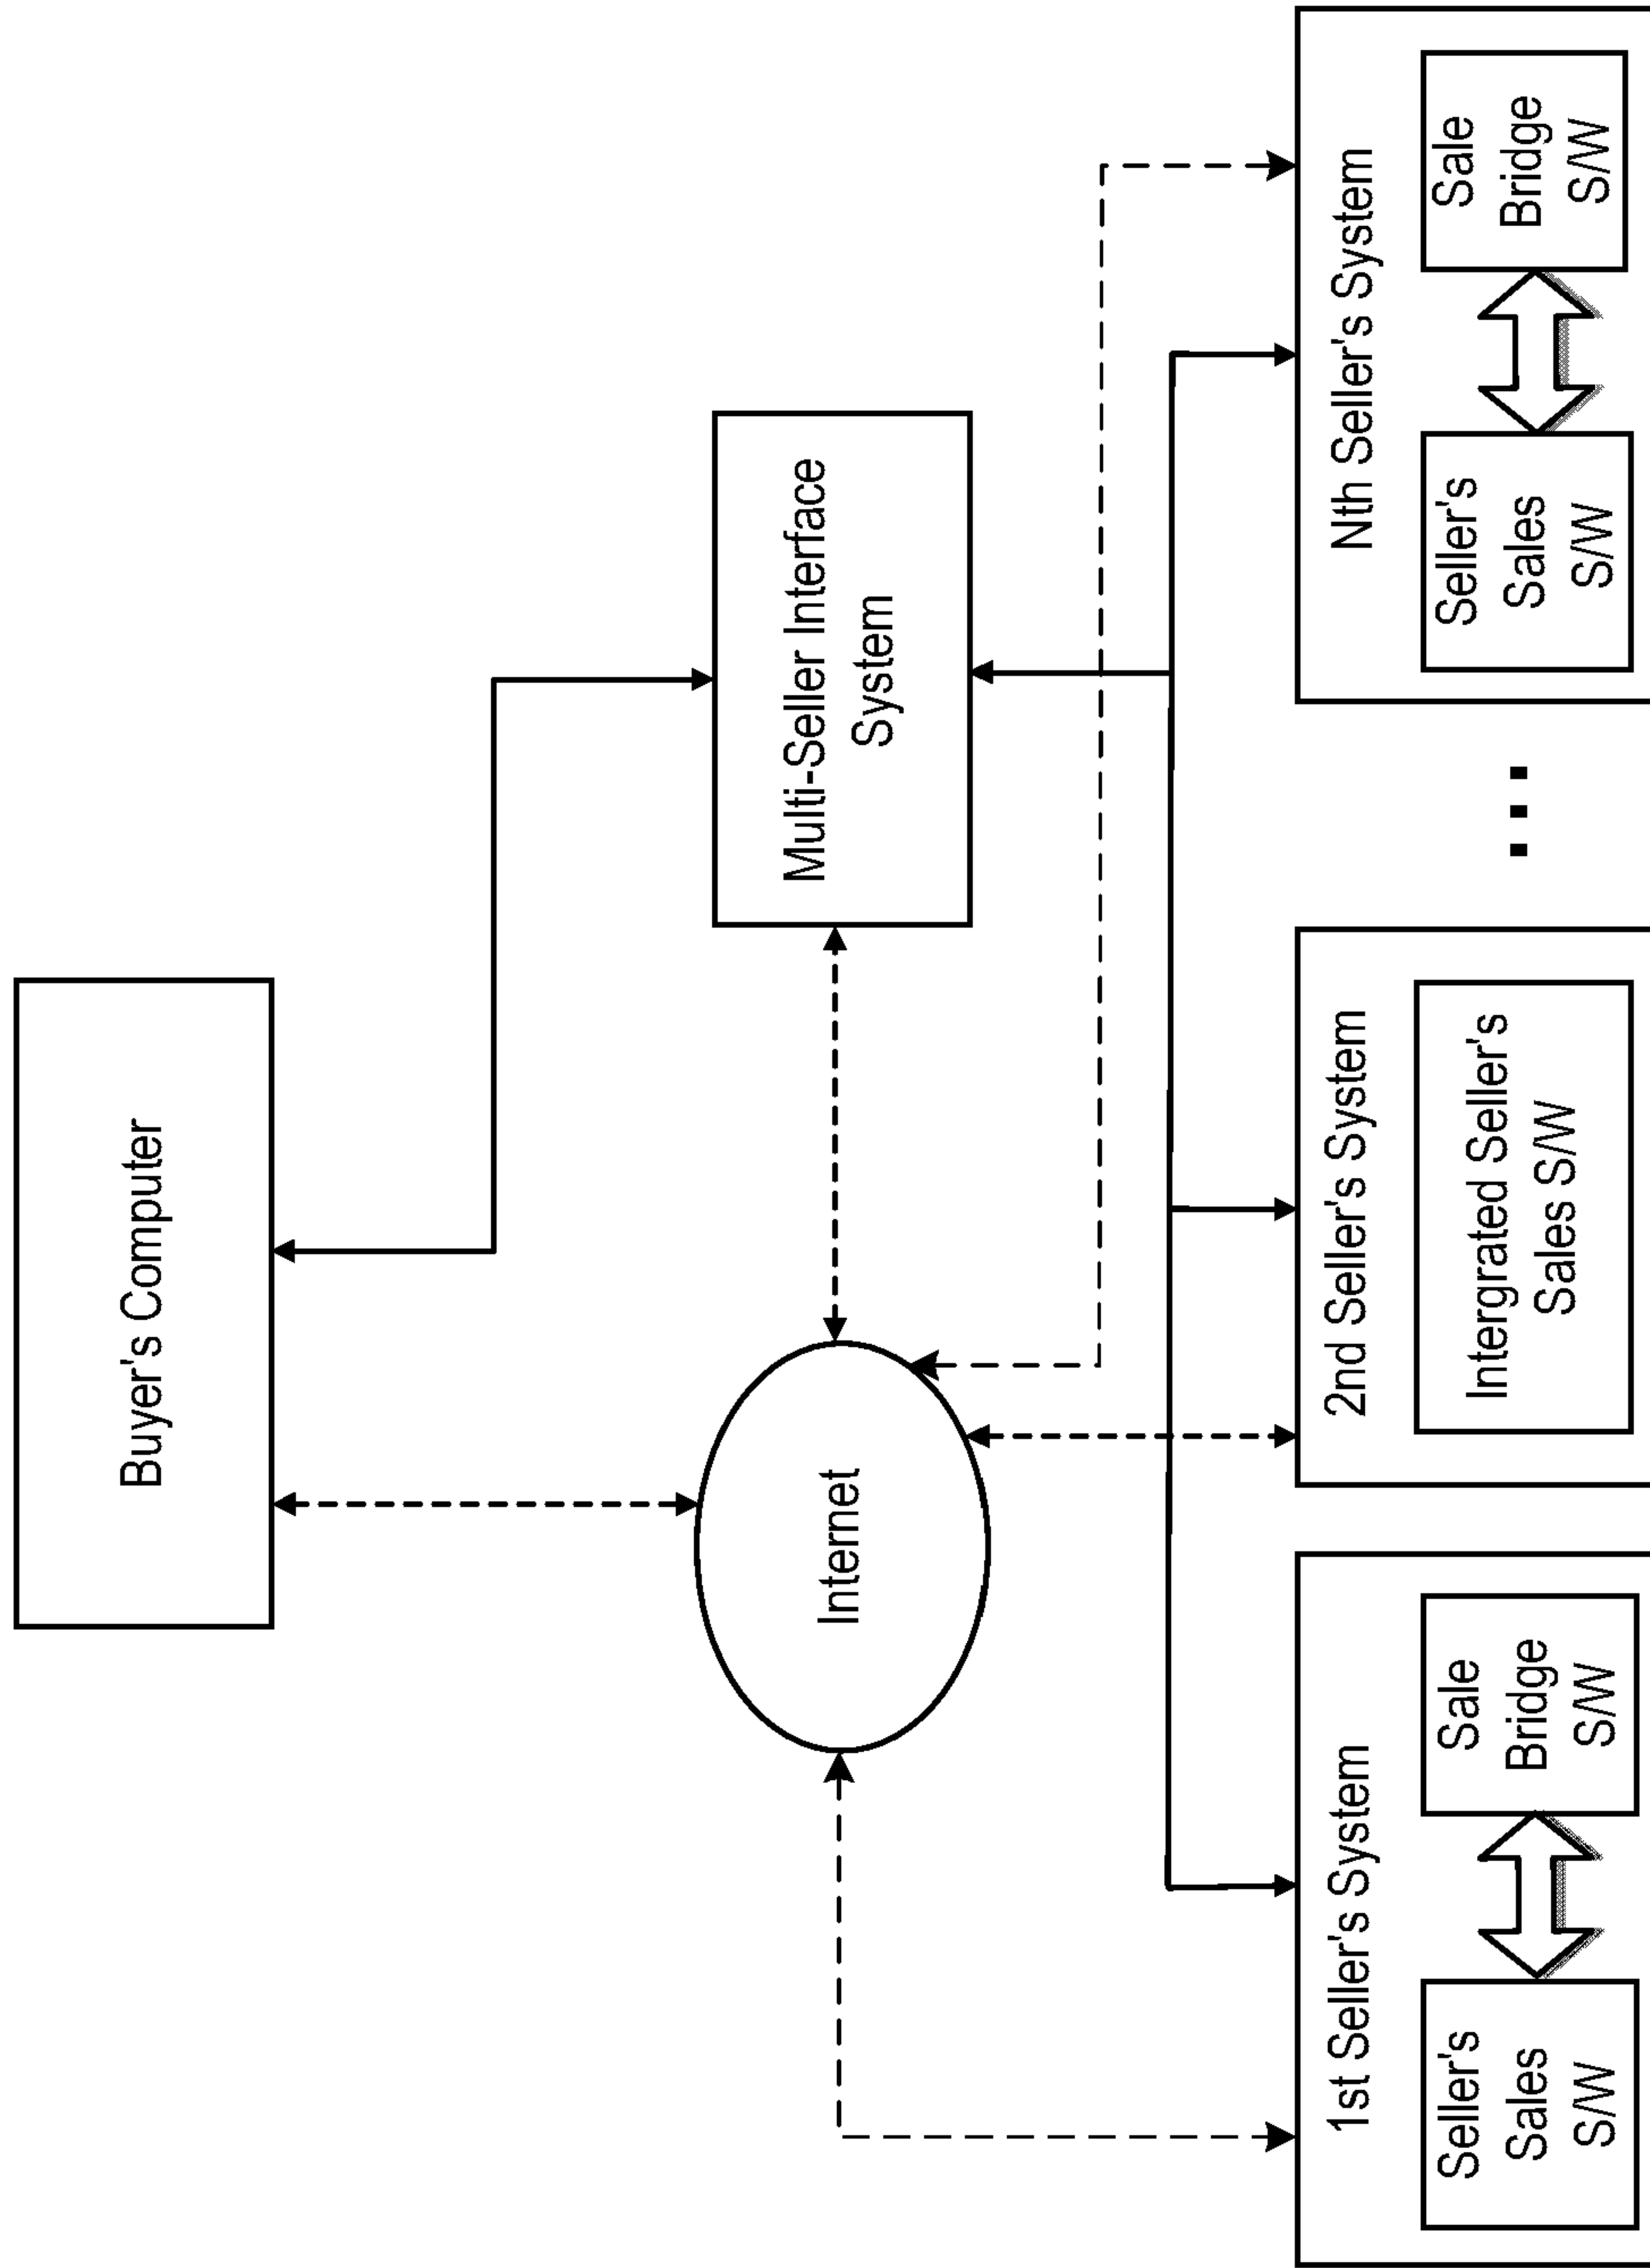 Buyer's Computer
Internet
Multi-Seller Interface
System
1st Seller's System
Seller's
Sales
S/W
Sale
Bridge
S/W
2nd Seller's System
Intergrated Seller's
Sales S/W
...
Nth Seller's System
Seller's
Sales
S/W
Sale
Bridge
S/W